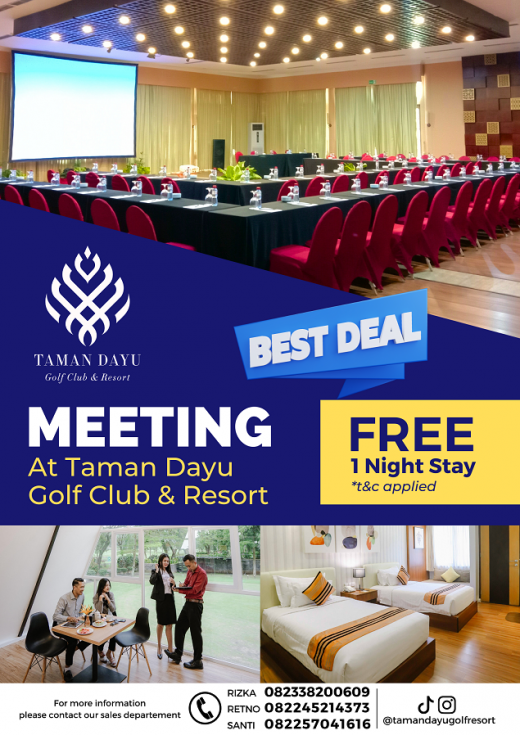 TAMAN DAYU
Golf Club & Resort
BEST DEAL
MEETING
At Taman Dayu
Golf Club & Resort
FREE
1 Night Stay
*t&c applied
For more information
please contact our sales departement
RIZKA 082338200609
RETNO 082245214373
SANTI 082257041616
@tamandayugolfresort